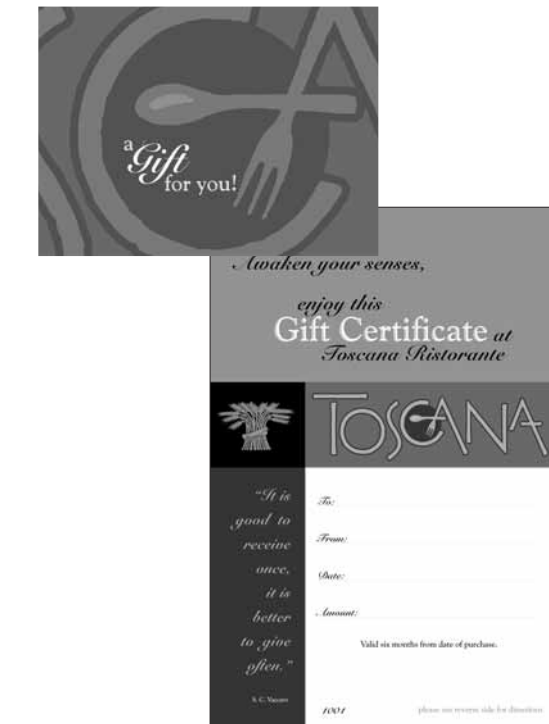 a
Gift
for you!
Awaken your senses,
enjoy this
Gift Certificate at
Toscana Ristorante
TOSCANA
“It is
good to
receive
once,
it is
better
to give
often.”
S. C. Vaccaro
To:
From:
Date:
Amount:
Valid six months from date of purchase.
1001
please see reverse side for directions